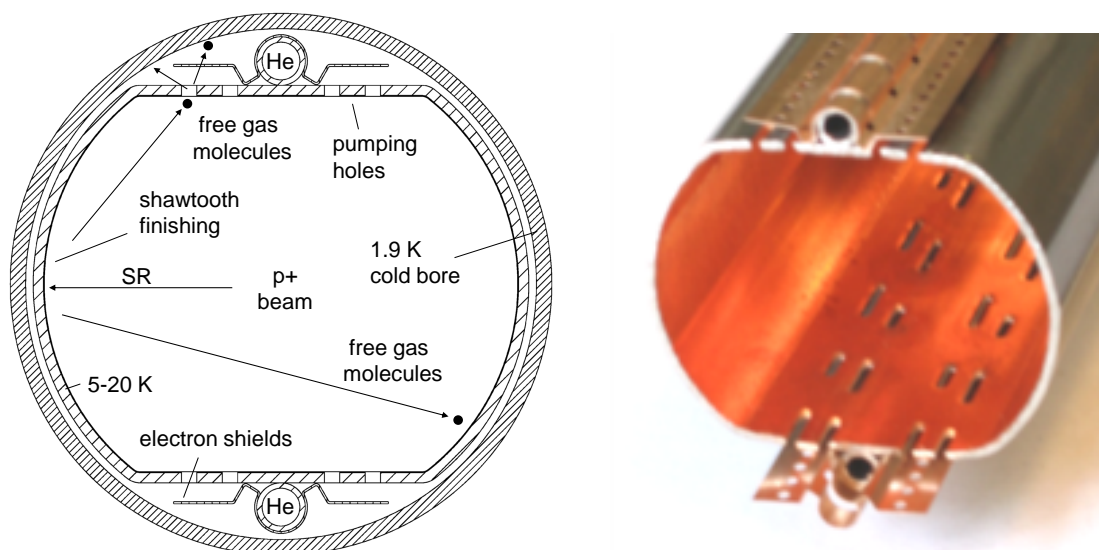 He
free gas
molecules
pumping
holes
shawtooth
finishing
1.9 K
cold bore
SR
p+
beam
free gas
molecules
5-20 K
electron shields
He